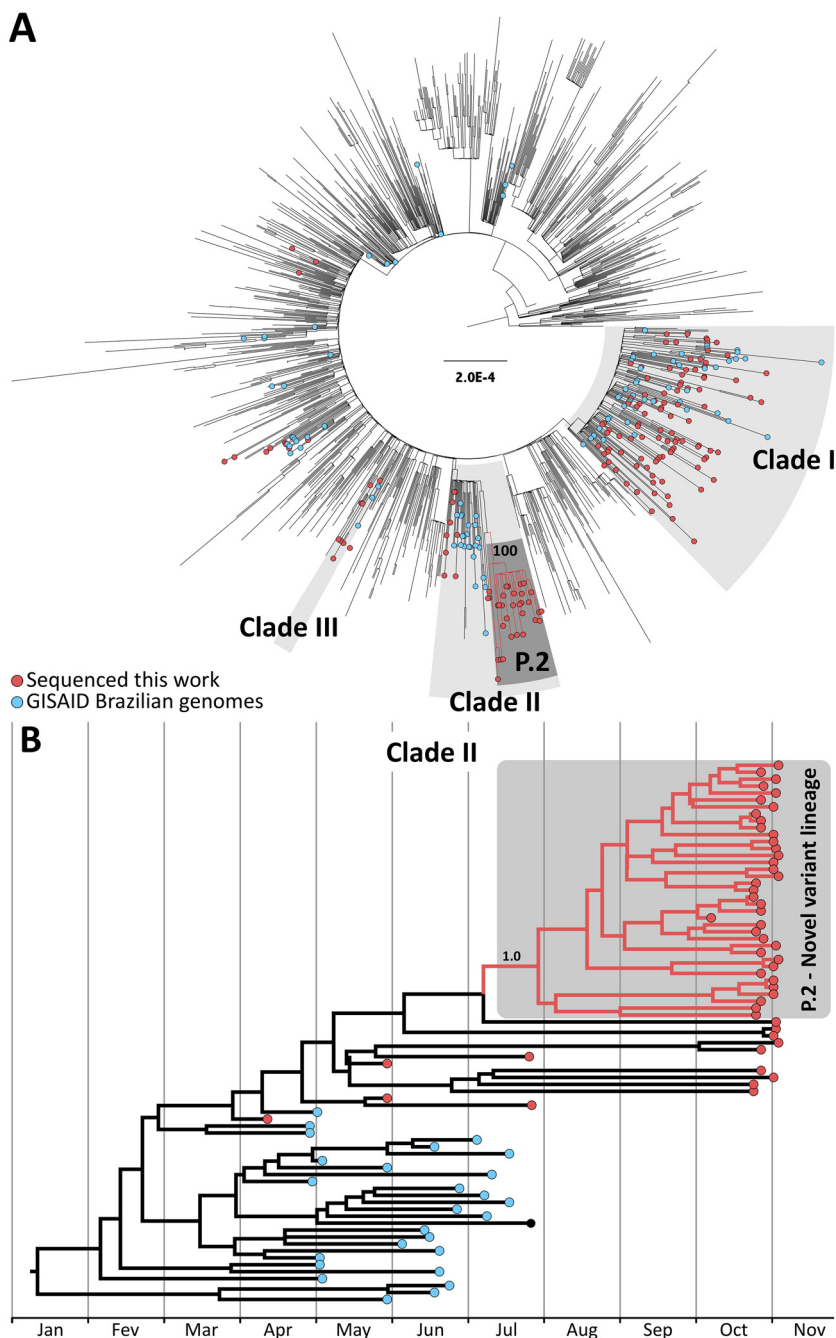 A
2.0E-4
Clade I
100
Clade III
P.2
Clade II
Sequenced this work
GISAID Brazilian genomes
B
Clade II
P.2 - Novel variant lineage
1.0
Jan Fev Mar Apr May Jun Jul Aug Sep Oct Nov